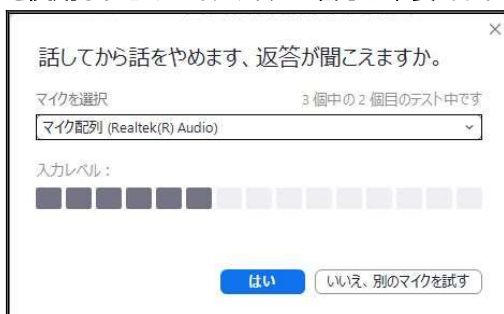 話してから話をやめます、返答が聞こえますか。
マイクを選択 3 個中の 2 個目のテスト中です
マイク配列 (Realtek(R) Audio)
入力レベル：
はい いいえ、別のマイクを試す